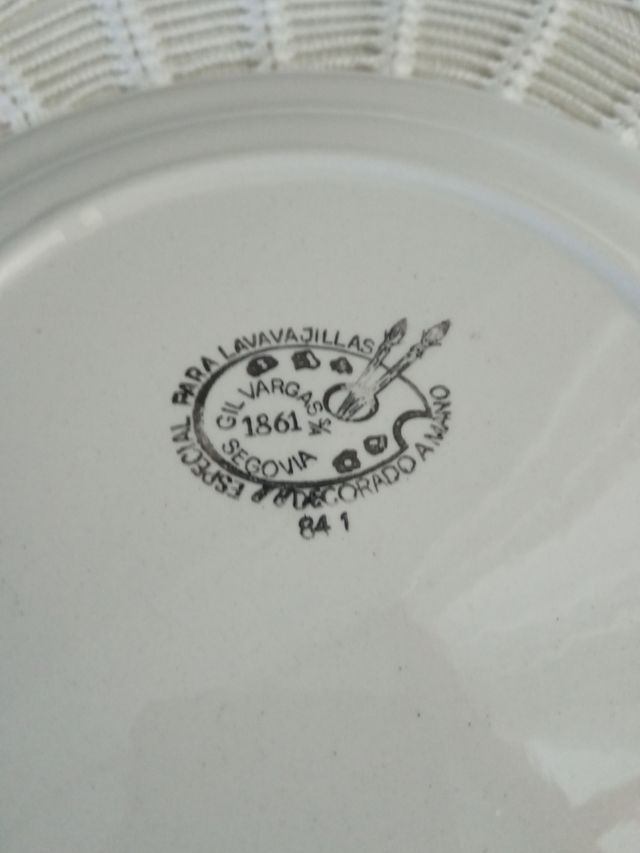 ESPECIAL PARA LAVAVAJILLAS
GIL VARGAS
1861
SEGOVIA
DECORADO A MANO
84 1